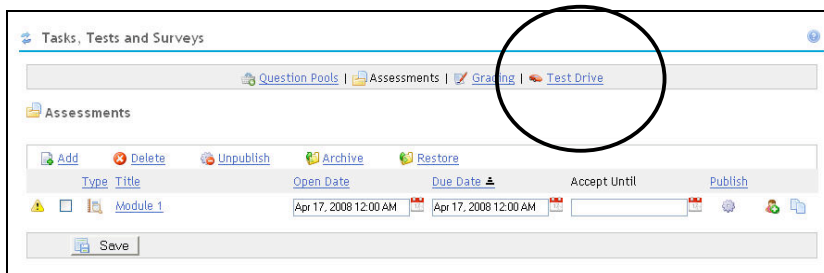 Tasks, Tests and Surveys
Question Pools | Assessments | Grading | Test Drive
Assessments
Add Delete Unpublish Archive Restore
Type Title Open Date Due Date Accept Until Publish
Module 1 Apr 17, 2008 12:00 AM Apr 17, 2008 12:00 AM
Save